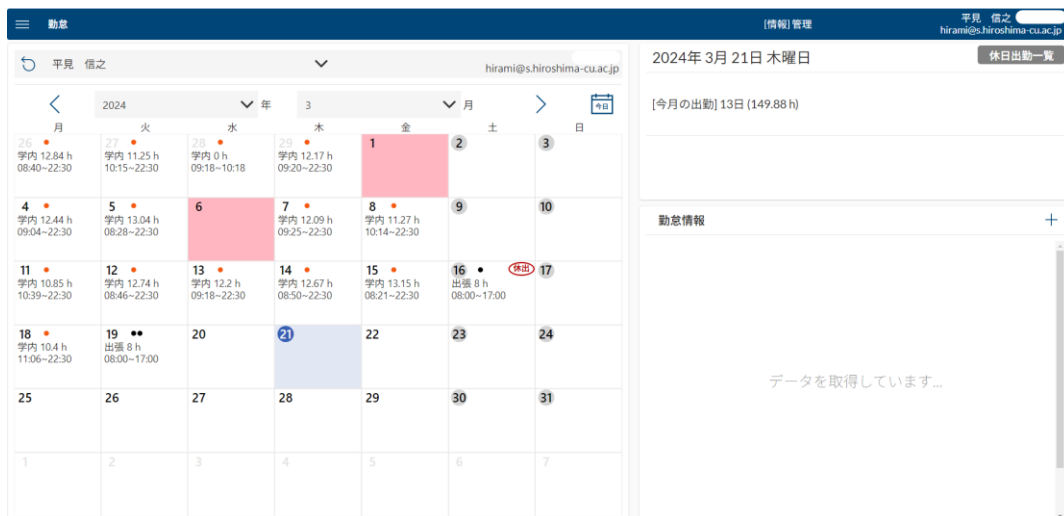 勤怠
[情報] 管理
平見　信之
hirami@s.hiroshima-cu.ac.jp
平見　信之
hirami@s.hiroshima-cu.ac.jp
2024 年 3 月 今日
月 火 水 木 金 土 日
26 27 28 29 1 2 3
学内 12.84 h 学内 11.25 h 学内 0 h 学内 12.17 h
08:40~22:30 10:15~22:30 09:18~10:18 09:20~22:30
4 5 6 7 8 9 10
学内 12.44 h 学内 13.04 h 学内 12.09 h 学内 11.27 h
09:04~22:30 08:28~22:30 09:25~22:30 10:14~22:30
11 12 13 14 15 16 休出 17
学内 10.85 h 学内 12.74 h 学内 12.2 h 学内 12.67 h 学内 13.15 h 出張 8 h
10:39~22:30 08:46~22:30 09:18~22:30 08:50~22:30 08:21~22:30 08:00~17:00
18 19 20 21 22 23 24
学内 10.4 h 出張 8 h
11:06~22:30 08:00~17:00
25 26 27 28 29 30 31
1 2 3 4 5 6 7
2024年 3月 21日 木曜日
休日出勤一覧
[今月の出勤] 13日 (149.88 h)
勤怠情報
データを取得しています...